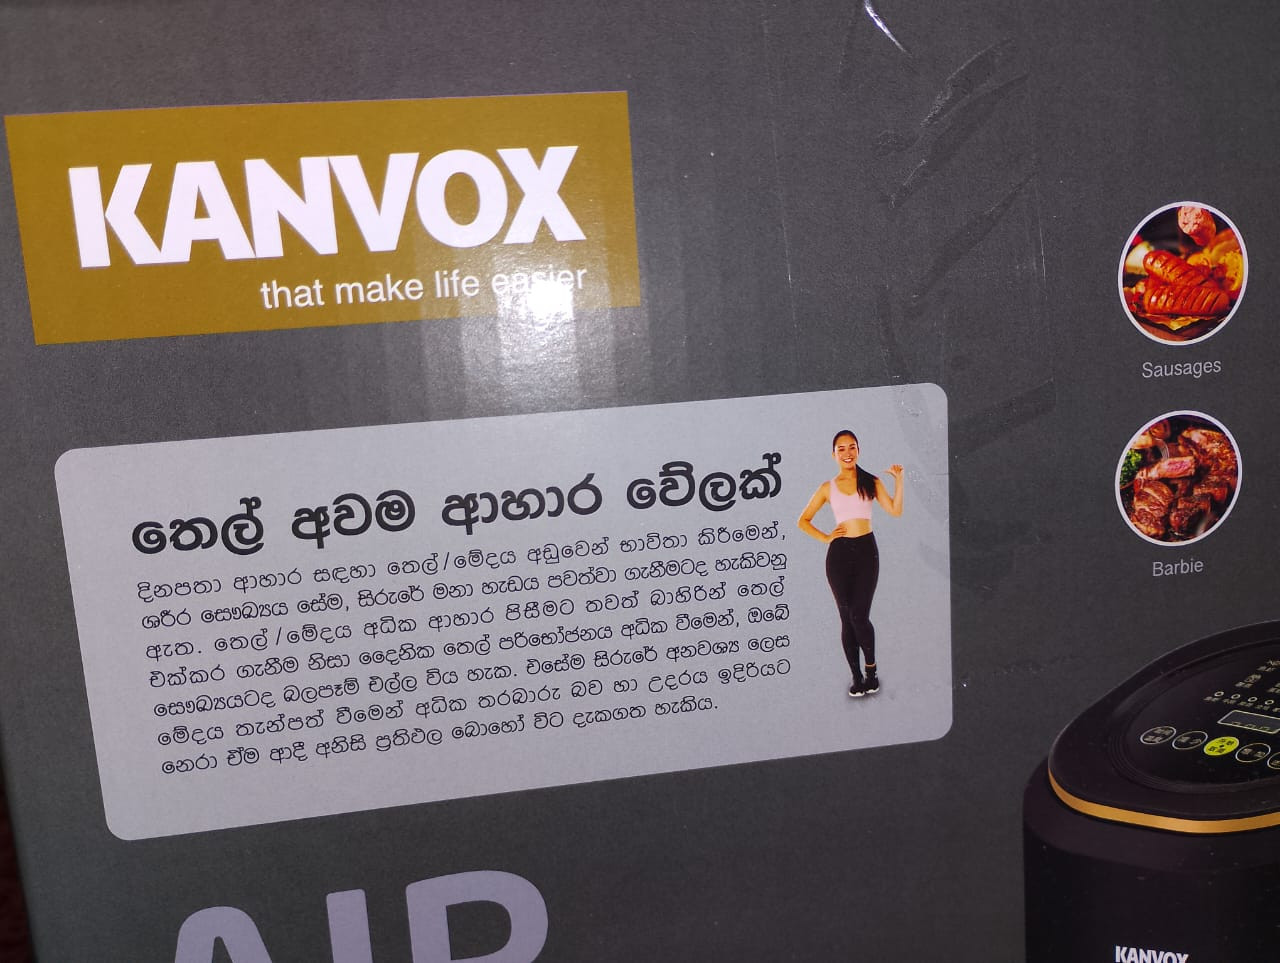 KANVOX
that make life easier
තෙල් අවම ආහාර වේලක්
දිනපතා ආහාර සඳහා තෙල්/මේදය අඩුවෙන් භාවිතා කිරීමෙන්,
ශරීර සෞඛ්‍යය සේම, සිරුරේ මනා හැඩය පවත්වා ගැනීමටද හැකිවනු
ඇත. තෙල්/මේදය අධික ආහාර පිසීමට තවත් බාහිරින් තෙල්
එක්කර ගැනීම නිසා දෛනික තෙල් පරිභෝජනය අධික වීමෙන්, ඔබේ
සෞඛ්‍යයටද බලපෑම් එල්ල විය හැක. එසේම සිරුරේ අනවශ්‍ය ලෙස
මේදය තැන්පත් වීමෙන් අධික තරබාරු බව හා උදරය ඉදිරියට
නෙරා ඒම ආදී අනිසි ප්‍රතිඵල බොහෝ විට දැකගත හැකිය.
Sausages
Barbie
AIR
KANVOX